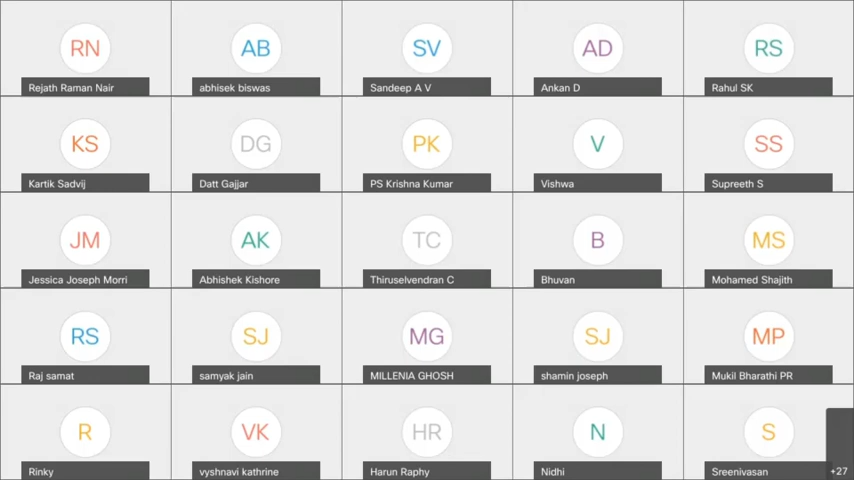 RN AB SV AD RS
Rejath Raman Nair abhisek biswas Sandeep A V Ankan D Rahul SK
KS DG PK V SS
Kartik Sadvij Datt Gajjar PS Krishna Kumar Vishwa Supreeth S
JM AK TC B MS
Jessica Joseph Morri Abhishek Kishore Thiruselvendran C Bhuvan Mohamed Shajith
RS SJ MG SJ MP
Raj samat samyak jain MILLENIA GHOSH shamin joseph Mukil Bharathi PR
R VK HR N S
Rinky vyshnavi kathrine Harun Raphy Nidhi Sreenivasan +27